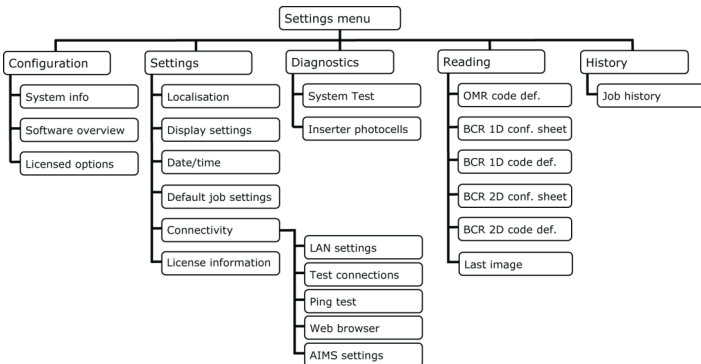 Settings menu
Configuration
System info
Software overview
Licensed options
Settings
Localisation
Display settings
Date/time
Default job settings
Connectivity
LAN settings
Test connections
Ping test
Web browser
AIMS settings
License information
Diagnostics
System Test
Inserter photocells
Reading
OMR code def.
BCR 1D conf. sheet
BCR 1D code def.
BCR 2D conf. sheet
BCR 2D code def.
Last image
History
Job history